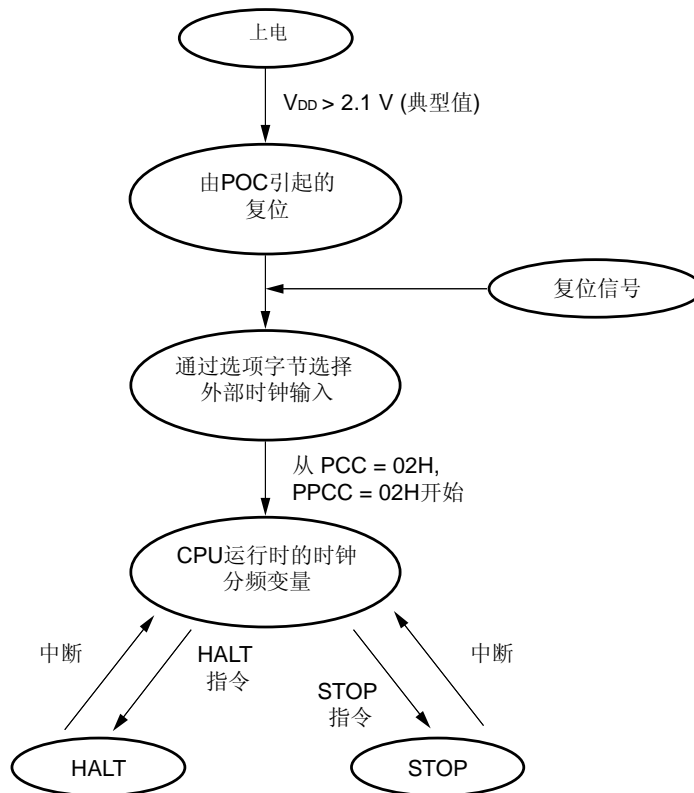 上电
VDD > 2.1 V (典型值)
由POC引起的
复位
复位信号
通过选项字节选择
外部时钟输入
从 PCC = 02H,
PPCC = 02H开始
CPU运行时的时钟
分频变量
中断
HALT
指令
STOP
指令
中断
HALT
STOP